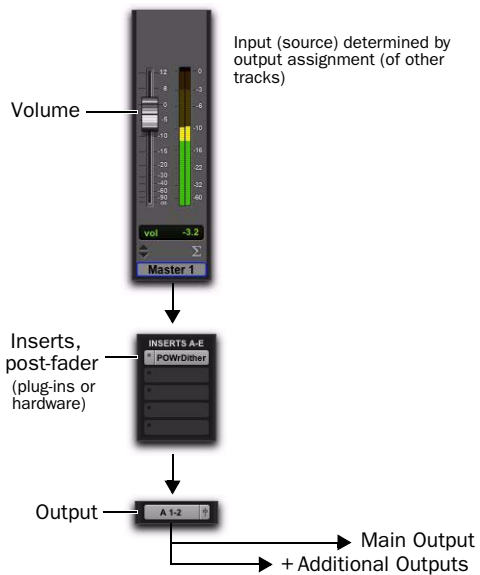 Input (source) determined by
output assignment (of other
tracks)
Volume
12
8
0
-5
-10
-15
-20
-30
-40
-60
-90
0
-3
-6
-10
-16
-22
-32
-60
vol -3.2
Σ
Master 1
Inserts,
post-fader
(plug-ins or
hardware)
INSERTS A-E
POWrDither
Output
A 1-2
Main Output
+ Additional Outputs